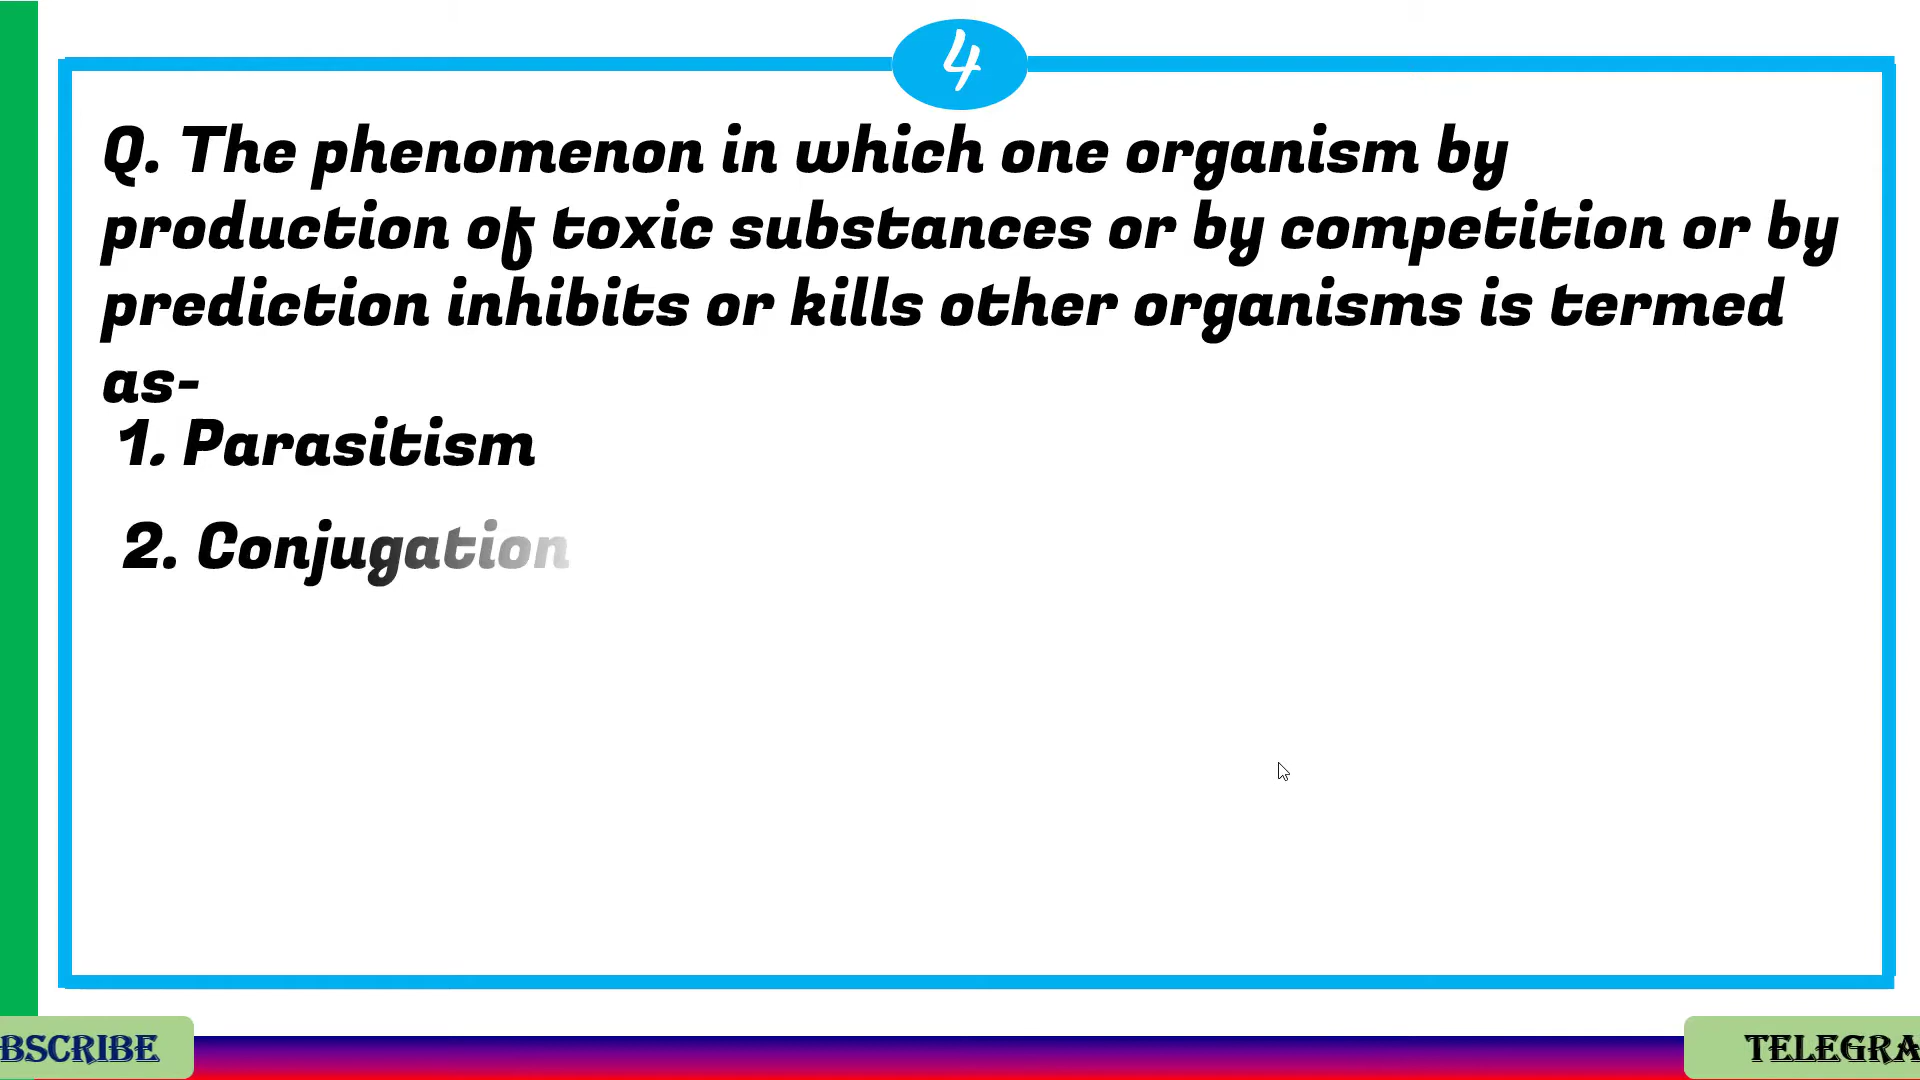 4
Q. The phenomenon in which one organism by
production of toxic substances or by competition or by
prediction inhibits or kills other organisms is termed
as-
1. Parasitism
2. Conjugation
BSCRIBE
TELEGRA